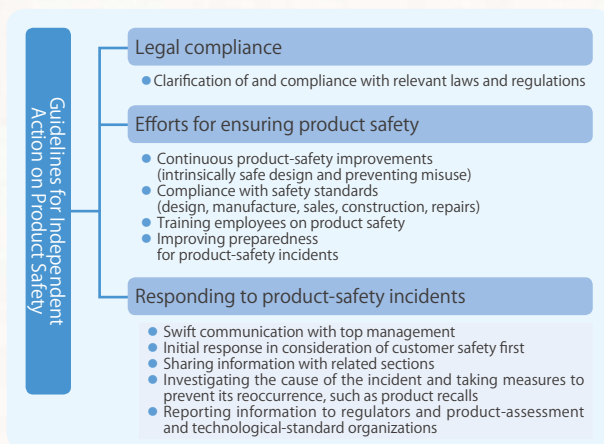 Guidelines for Independent
Action on Product Safety
Legal compliance
● Clarification of and compliance with relevant laws and regulations
Efforts for ensuring product safety
● Continuous product-safety improvements
(intrinsically safe design and preventing misuse)
● Compliance with safety standards
(design, manufacture, sales, construction, repairs)
● Training employees on product safety
● Improving preparedness
for product-safety incidents
Responding to product-safety incidents
● Swift communication with top management
● Initial response in consideration of customer safety first
● Sharing information with related sections
● Investigating the cause of the incident and taking measures to
prevent its reoccurrence, such as product recalls
● Reporting information to regulators and product-assessment
and technological-standard organizations